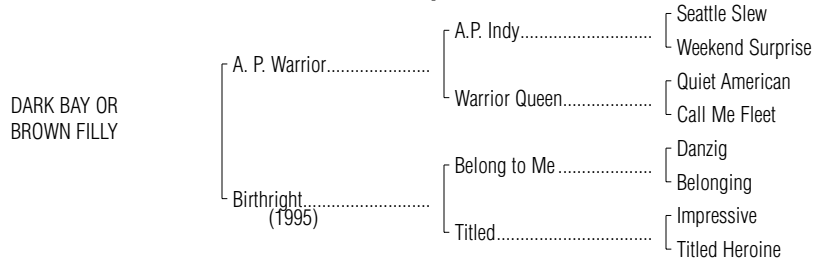 Seattle Slew
A.P. Indy..............................
Weekend Surprise
A. P. Warrior.......................
Quiet American
Warrior Queen....................
Call Me Fleet
DARK BAY OR
BROWN FILLY
Danzig
Belong to Me.....................
Belonging
Birthright............................
(1995)
Impressive
Titled...................................
Titled Heroine